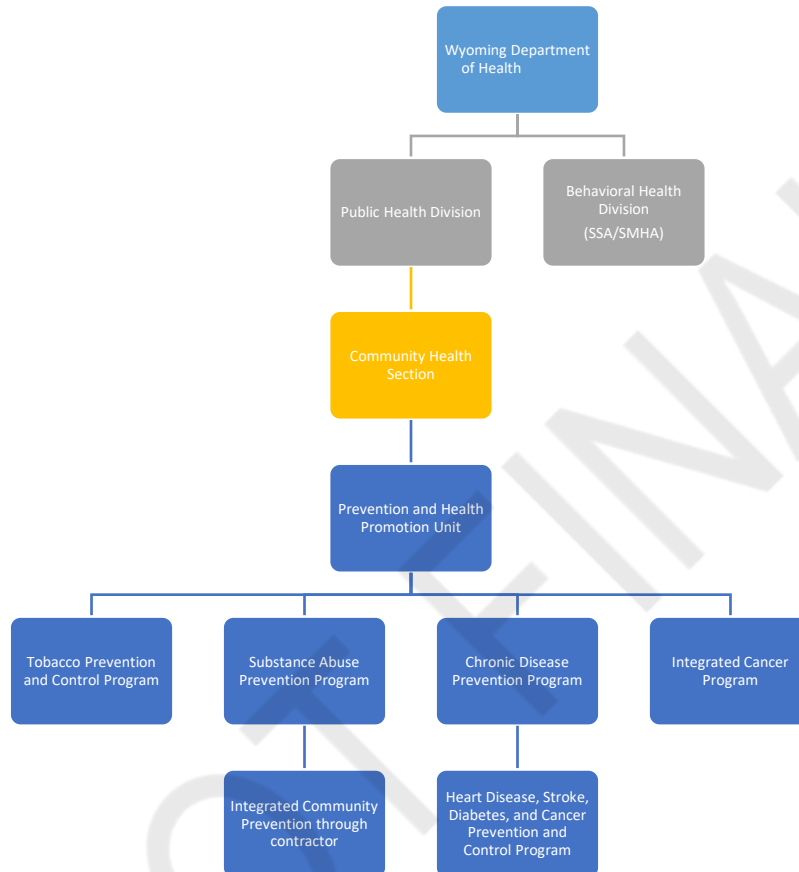 Wyoming Department
of Health
Public Health Division
Behavioral Health
Division
(SSA/SMHA)
Community Health
Section
Prevention and Health
Promotion Unit
Tobacco Prevention
and Control Program
Substance Abuse
Prevention Program
Chronic Disease
Prevention Program
Integrated Cancer
Program
Integrated Community
Prevention through
contractor
Heart Disease, Stroke,
Diabetes, and Cancer
Prevention and
Control Program
OT FINA